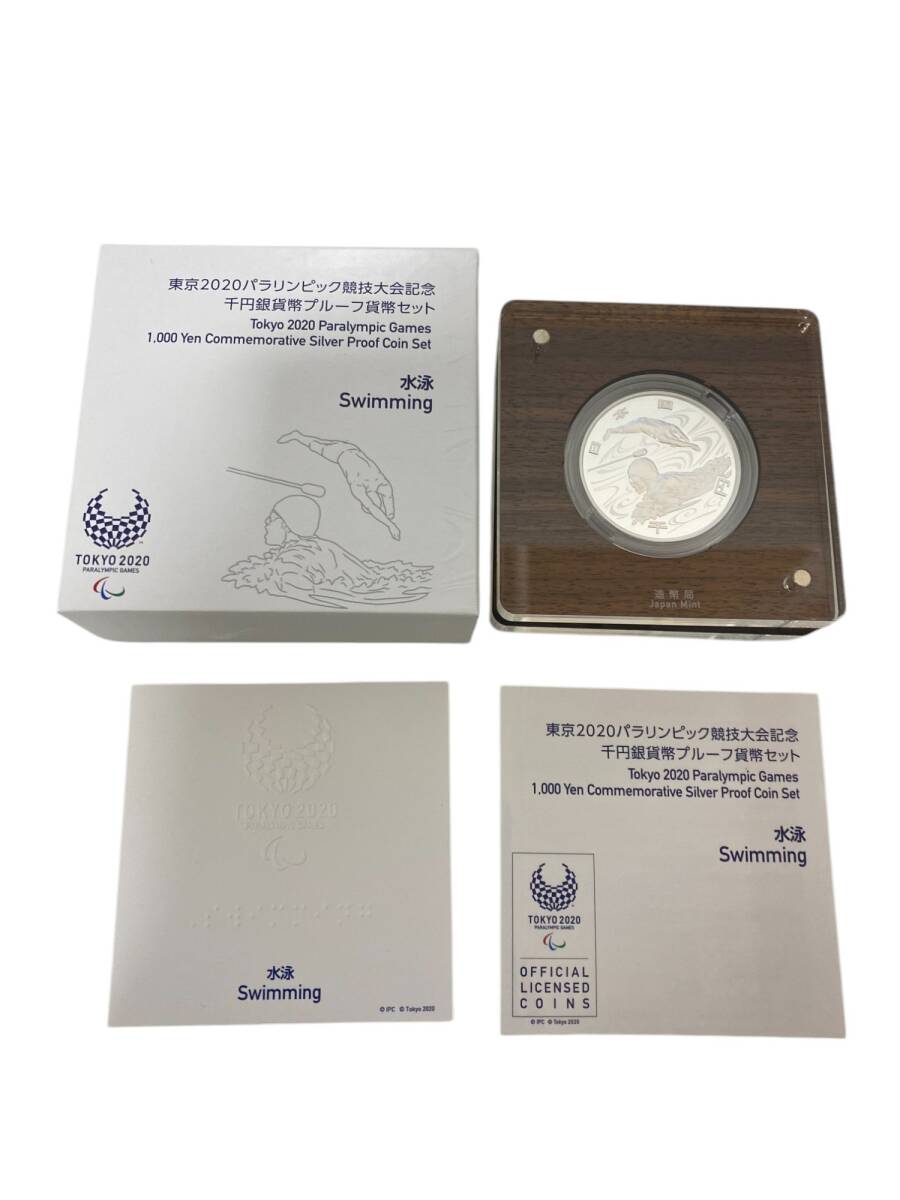 東京2020パラリンピック競技大会記念
千円銀貨幣プルーフ貨幣セット
Tokyo 2020 Paralympic Games
1,000 Yen Commemorative Silver Proof Coin Set
水泳
Swimming
TOKYO 2020
PARALYMPIC GAMES
日本国
千円
造幣局
Japan Mint
TOKYO 2020
PARALYMPIC GAMES
水泳
Swimming
© IPC © Tokyo 2020
東京2020パラリンピック競技大会記念
千円銀貨幣プルーフ貨幣セット
Tokyo 2020 Paralympic Games
1,000 Yen Commemorative Silver Proof Coin Set
水泳
Swimming
TOKYO 2020
PARALYMPIC GAMES
OFFICIAL
LICENSED
COINS
© IPC © Tokyo 2020